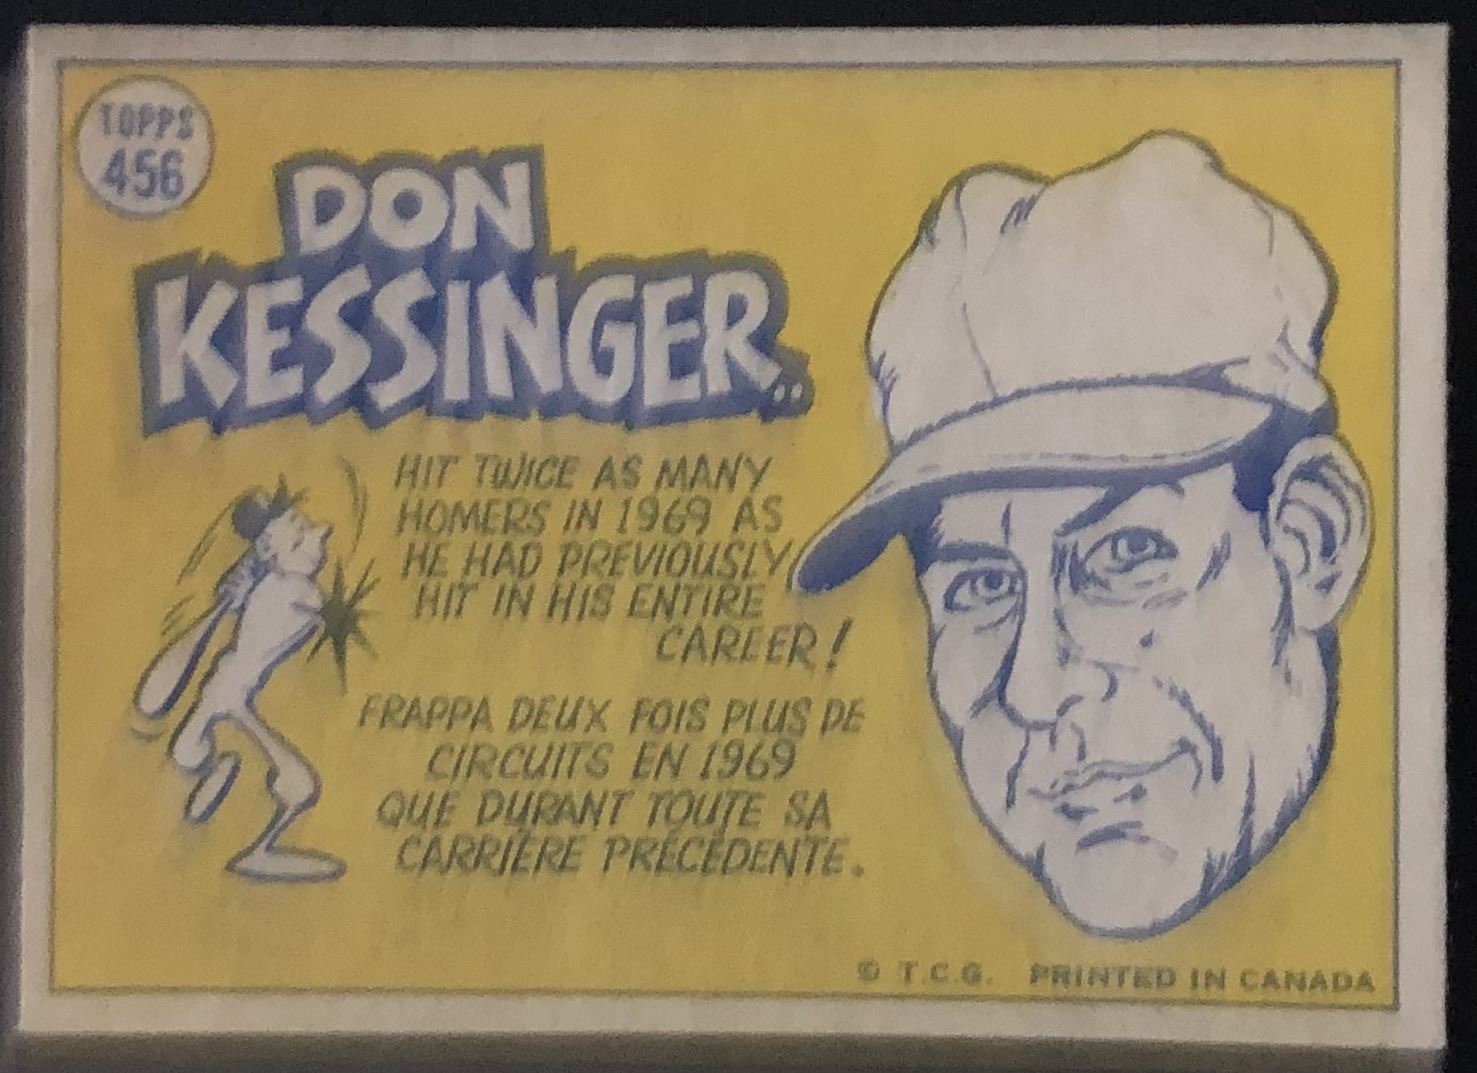 TOPPS
456
DON
KESSINGER..
HIT TWICE AS MANY
HOMERS IN 1969 AS
HE HAD PREVIOUSLY
HIT IN HIS ENTIRE
CAREER!
FRAPPA DEUX FOIS PLUS DE
CIRCUITS EN 1969
QUE DURANT TOUTE SA
CARRIÈRE PRÉCÉDENTE.
© T.C.G. PRINTED IN CANADA